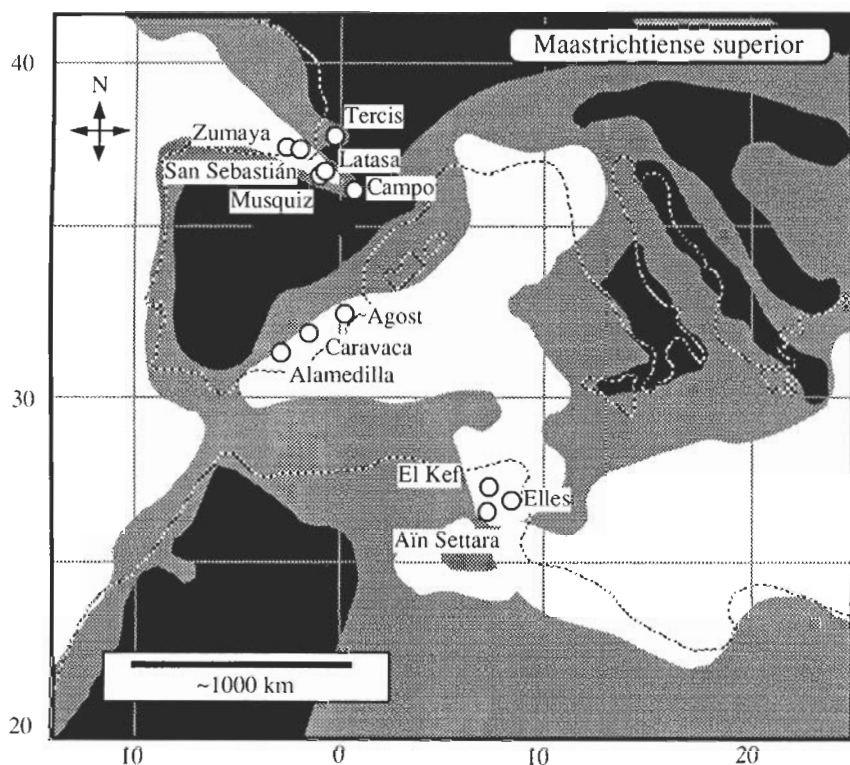 Maastrichtiense superior
40
N
Tercis
Zumaya
Latasa
San Sebastián
Campo
Musquiz
Agost
Caravaca
Alamedilla
30
El Kef
Elles
Aïn Settara
~1000 km
20
10
0
10
20